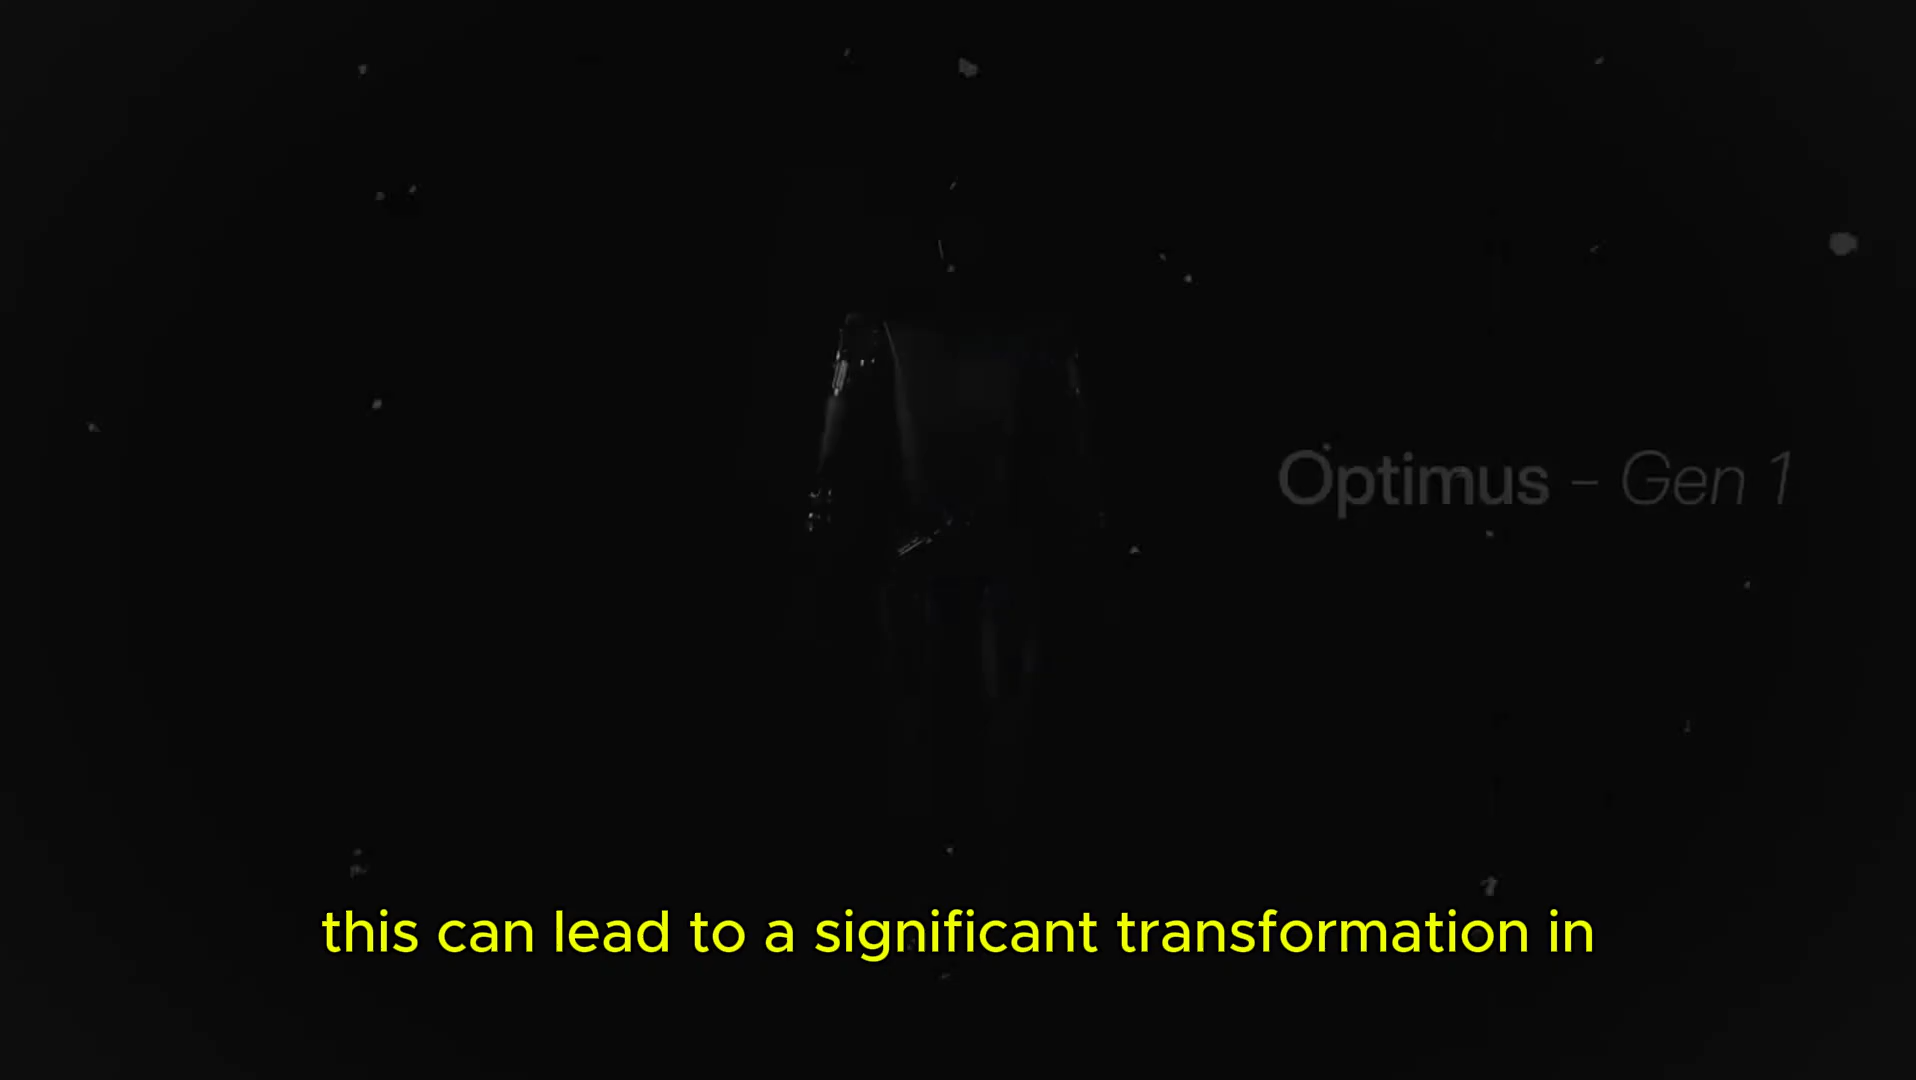 Optimus - Gen 1
this can lead to a significant transformation in